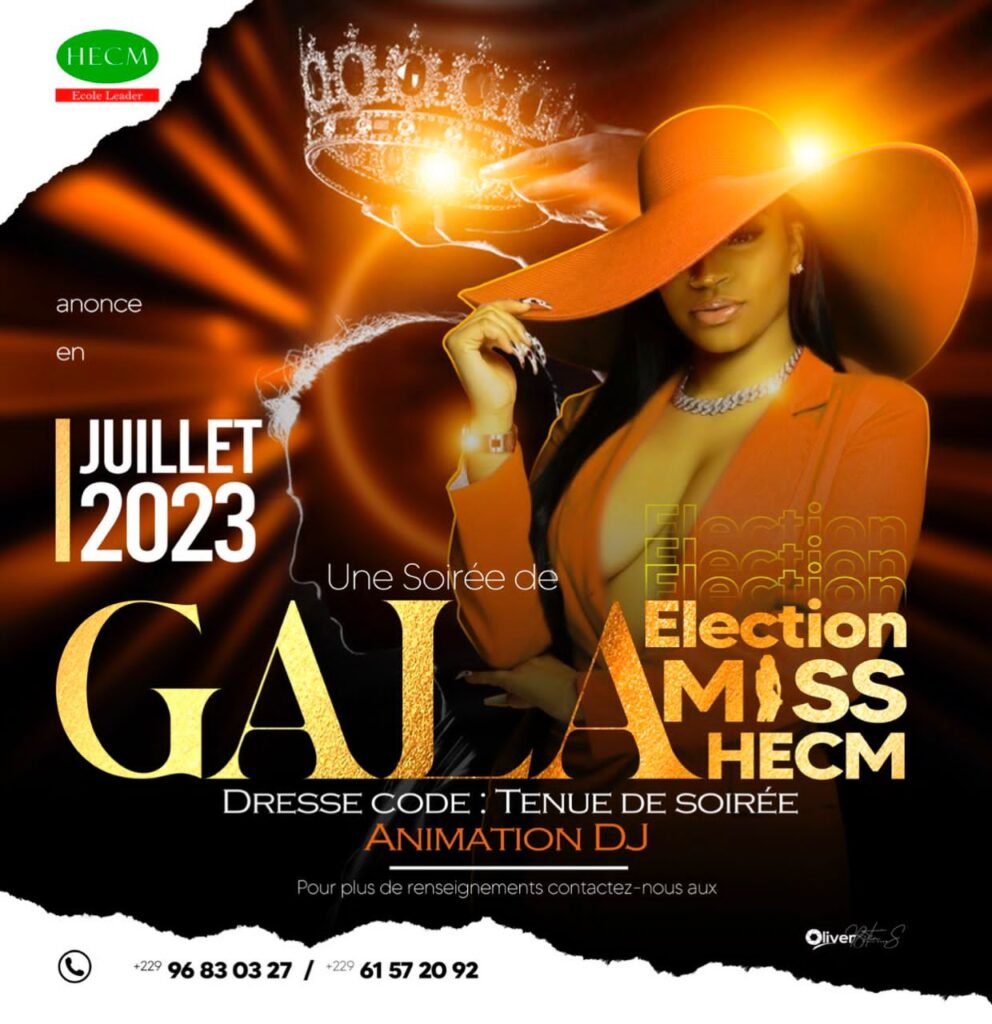 HECM
Ecole Leader
anonce
en
JUILLET
2023
Une Soirée de
GALA
Election
Election
Election
Election
MISS
HECM
DRESSE CODE : TENUE DE SOIRÉE
ANIMATION DJ
Pour plus de renseignements contactez-nous aux
Oliver
+229 96 83 03 27 / +229 61 57 20 92